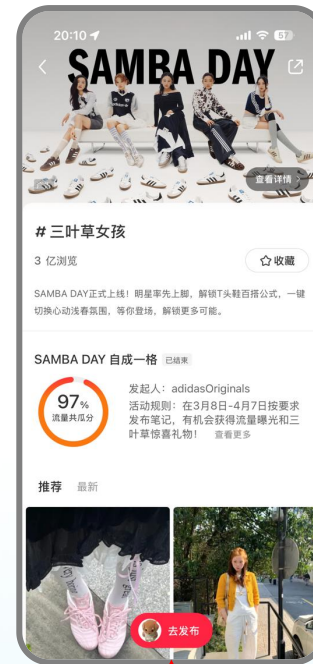 20:10
67
SAMBA DAY
查看详情
# 三叶草女孩
3 亿浏览
收藏
SAMBA DAY正式上线！明星率先上脚，解锁T头鞋百搭公式，一键
切换心动浅春氛围，等你登场，解锁更多可能。
SAMBA DAY 自成一格 已结束
97%
流量共瓜分
发起人：adidasOriginals
活动规则：在3月8日-4月7日按要求
发布笔记，有机会获得流量曝光和三
叶草惊喜礼物！ 查看更多
推荐 最新
去发布